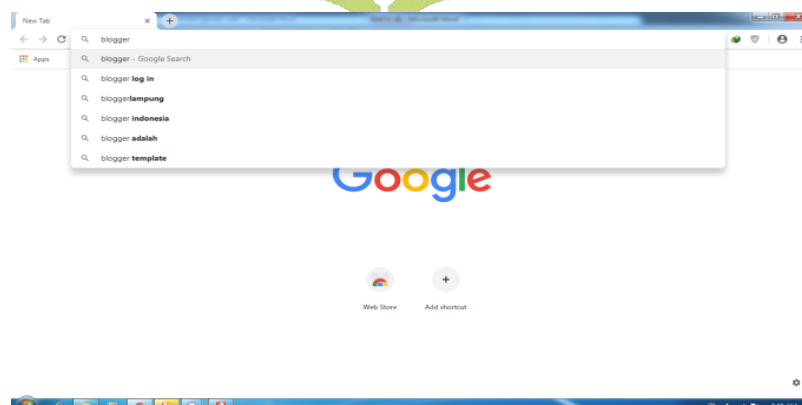 New Tab
blogger
Apps
blogger - Google Search
blogger log in
bloggerlampung
blogger indonesia
blogger adalah
blogger template
Google
Web Store Add shortcut